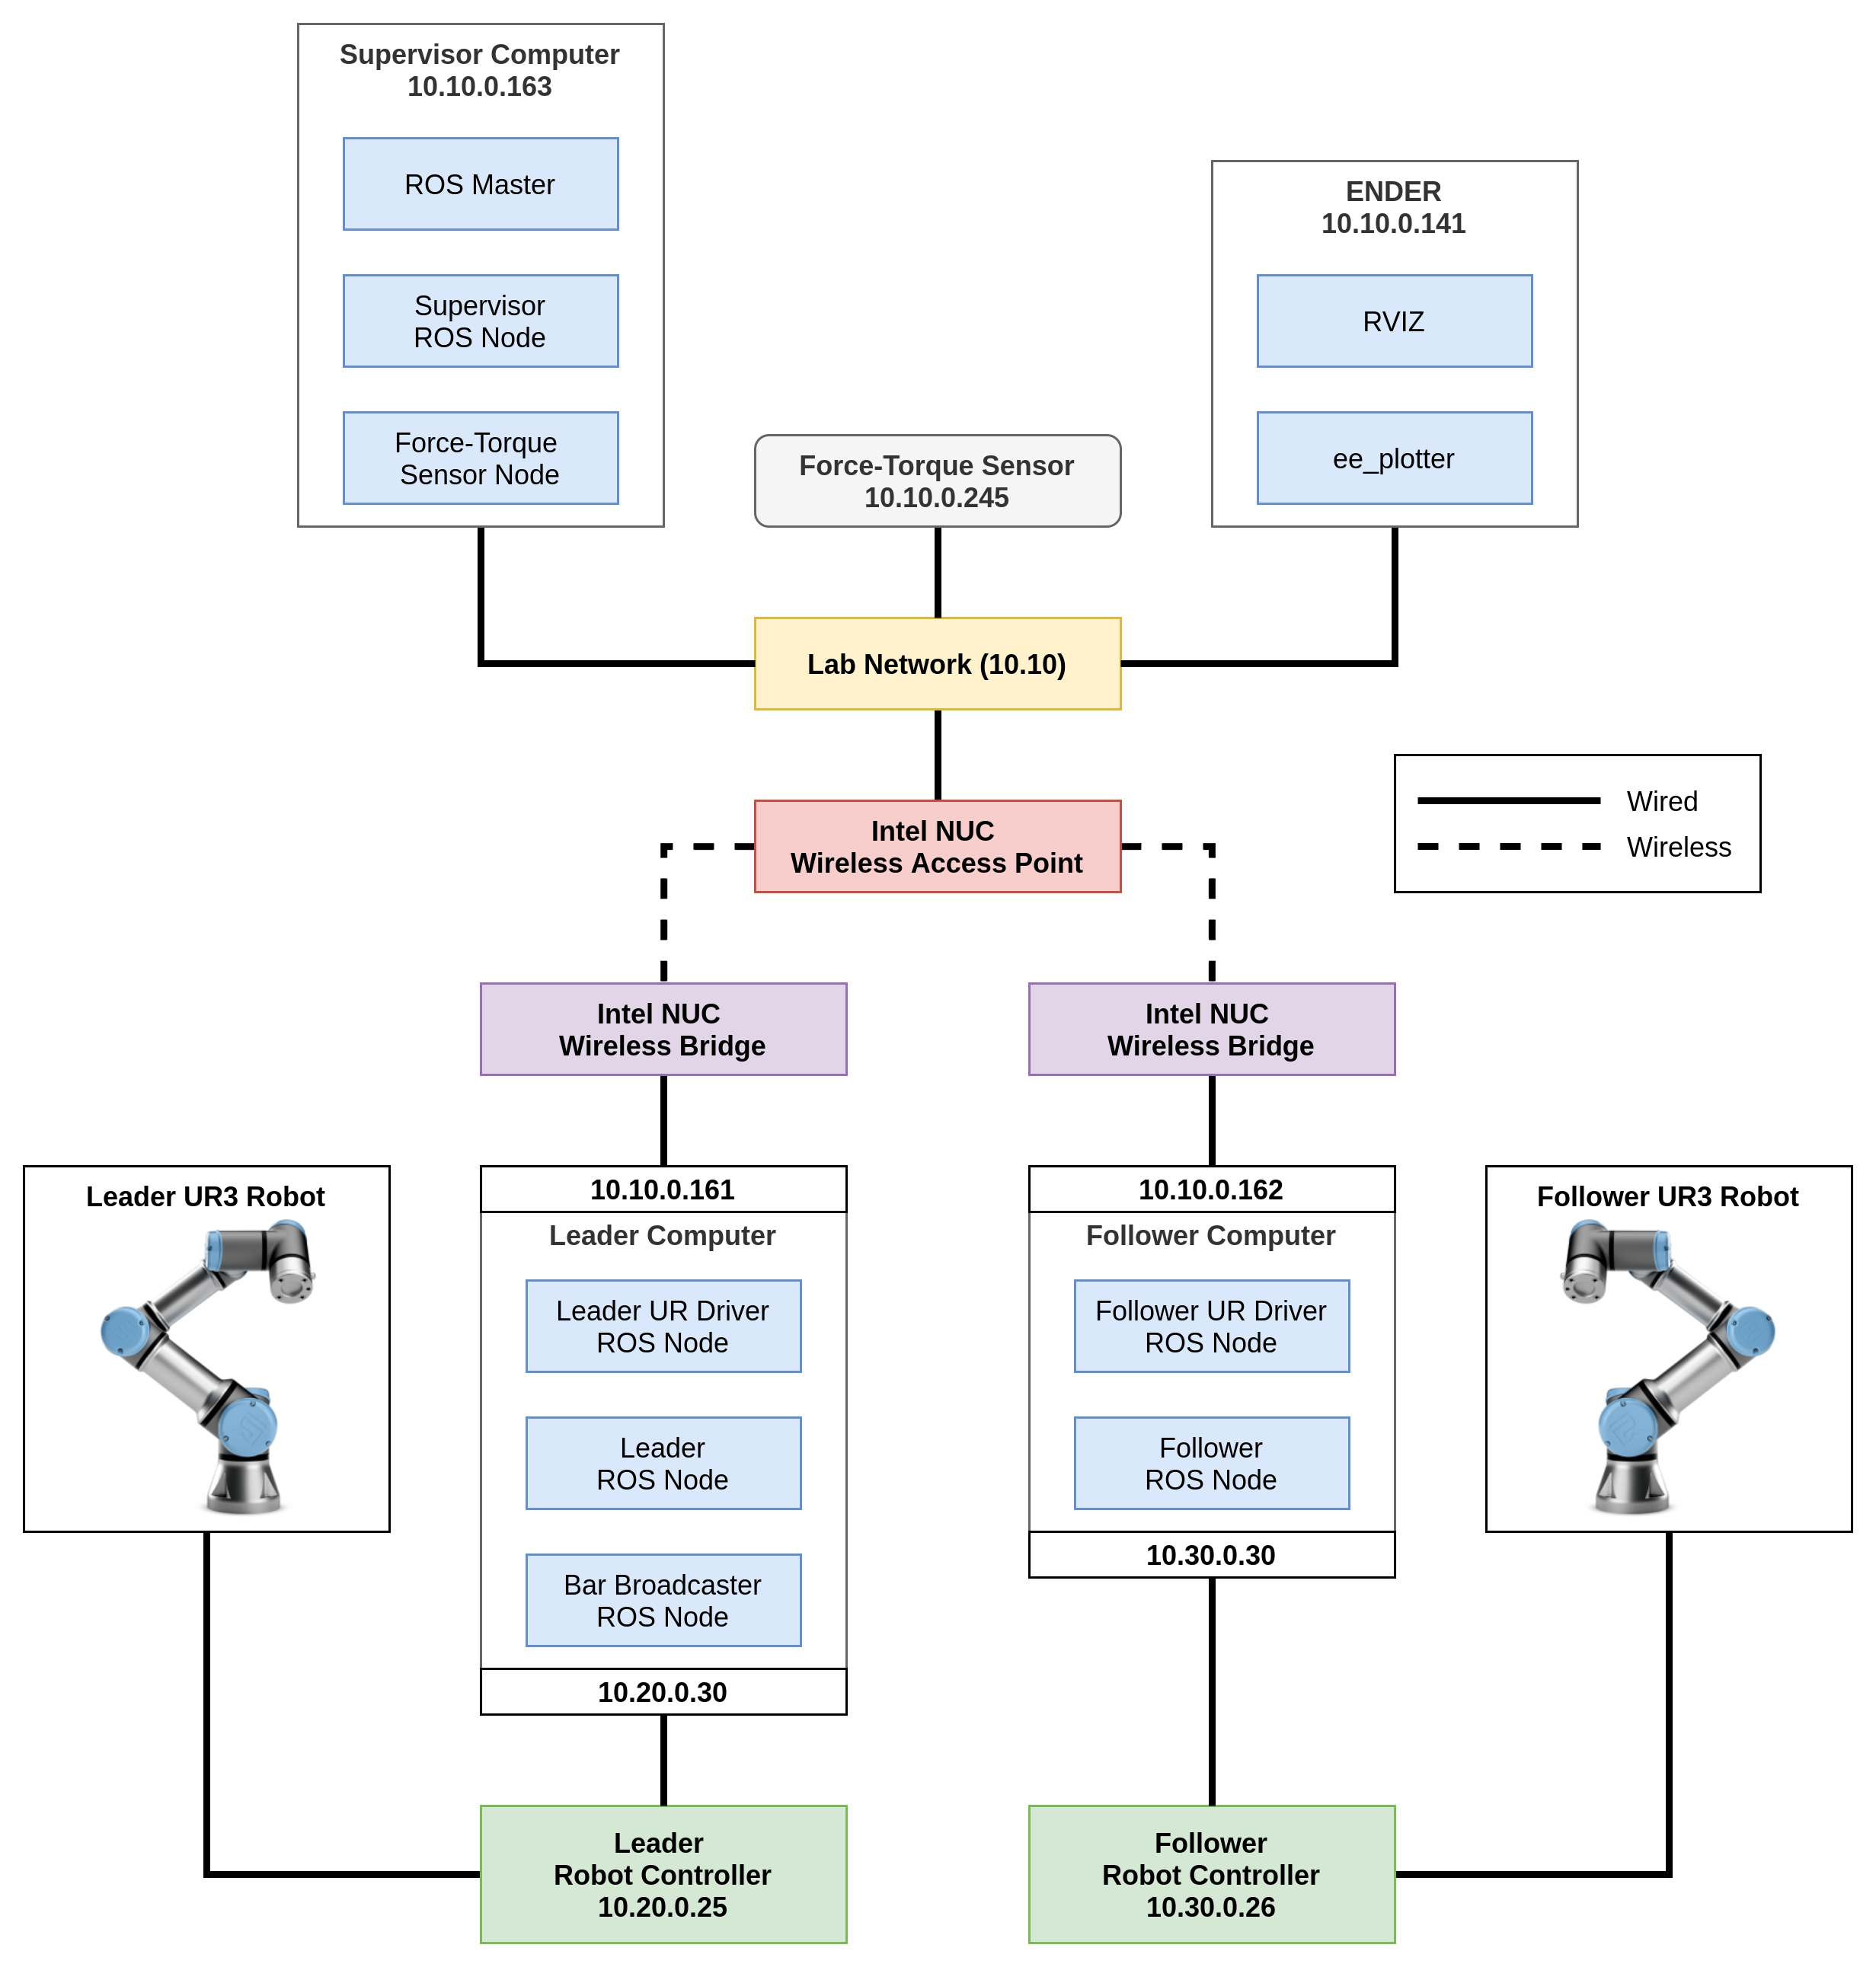 Supervisor Computer
10.10.0.163
ROS Master
Supervisor
ROS Node
Force-Torque
Sensor Node
ENDER
10.10.0.141
RVIZ
ee_plotter
Force-Torque Sensor
10.10.0.245
Lab Network (10.10)
Intel NUC
Wireless Access Point
Wired
Wireless
Intel NUC
Wireless Bridge
Intel NUC
Wireless Bridge
Leader UR3 Robot
10.10.0.161
Leader Computer
Leader UR Driver
ROS Node
Leader
ROS Node
Bar Broadcaster
ROS Node
10.20.0.30
10.10.0.162
Follower Computer
Follower UR Driver
ROS Node
Follower
ROS Node
10.30.0.30
Follower UR3 Robot
Leader
Robot Controller
10.20.0.25
Follower
Robot Controller
10.30.0.26